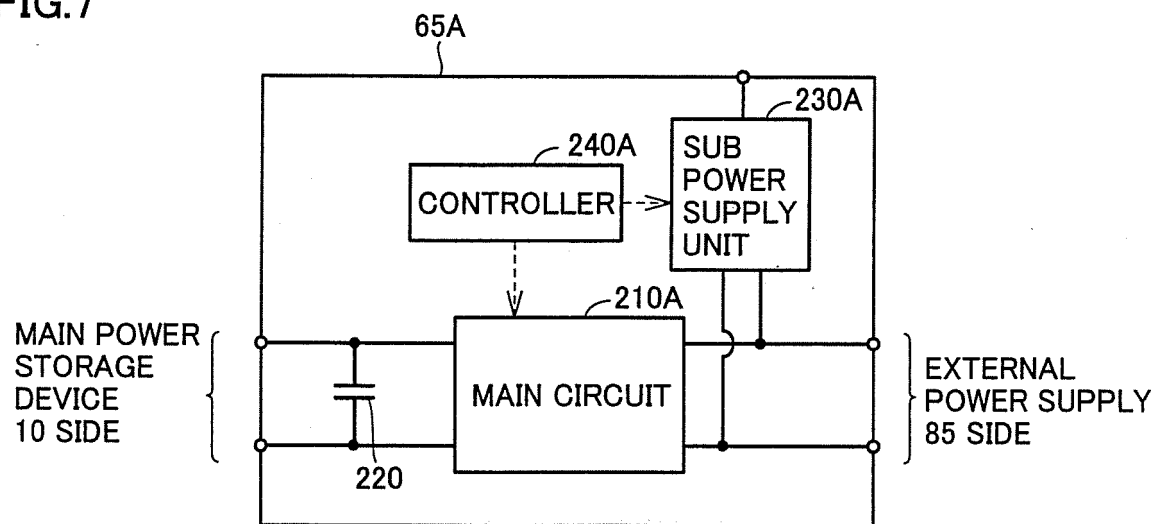 FIG.7
65A
230A
240A
SUB
POWER
SUPPLY
UNIT
CONTROLLER
210A
MAIN POWER
STORAGE
DEVICE
10 SIDE
MAIN CIRCUIT
EXTERNAL
POWER SUPPLY
85 SIDE
220